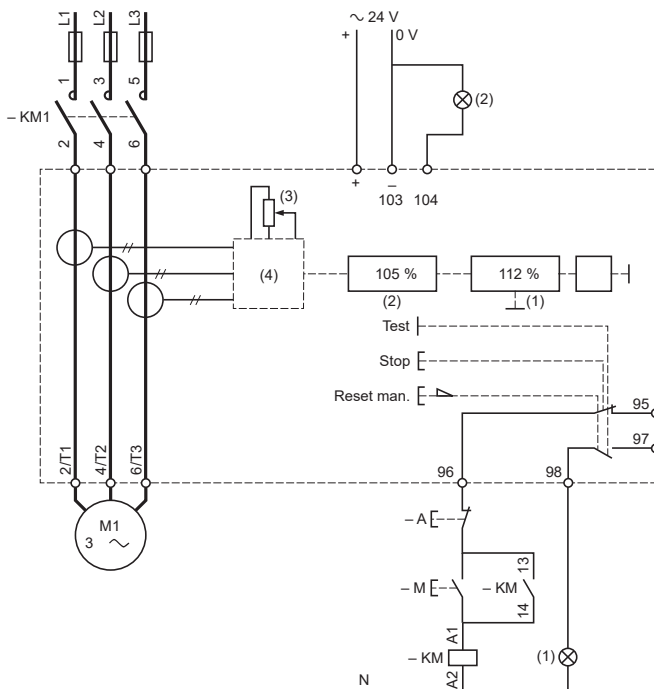 L1
L2
L3
∼ 24 V
+
0 V
1
3
5
(2)
– KM1
2
4
6
+
–
103
104
(3)
(4)
105 %
112 %
(2)
(1)
Test
Stop
Reset man.
95
97
2/T1
4/T2
6/T3
96
98
M1
3 ∼
– A
13
– M
– KM
14
A1
– KM
(1)
N
A2